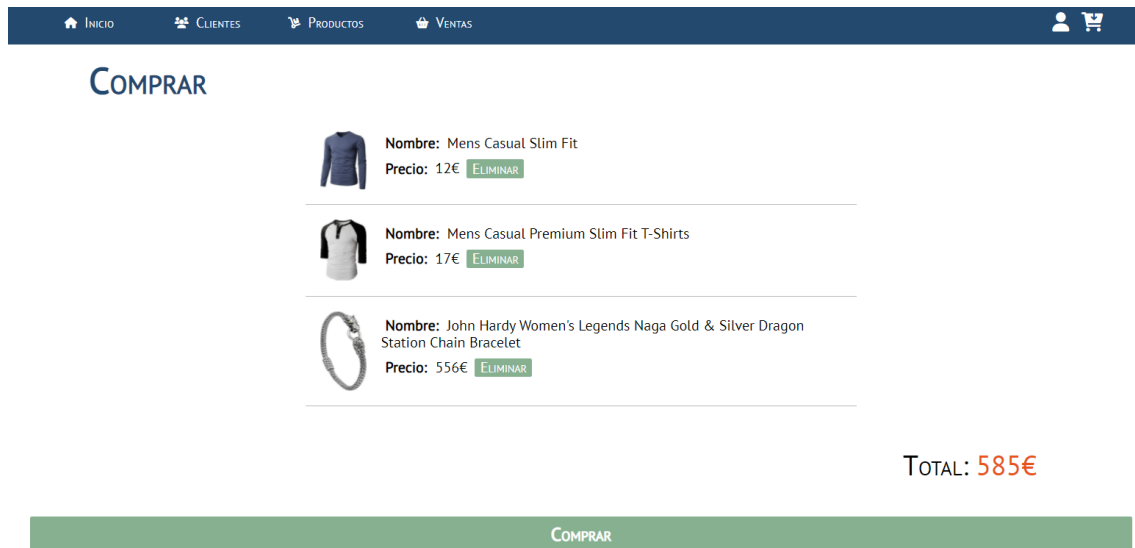 Inicio Clientes Productos Ventas
Comprar
Nombre: Mens Casual Slim Fit
Precio: 12€ Eliminar
Nombre: Mens Casual Premium Slim Fit T-Shirts
Precio: 17€ Eliminar
Nombre: John Hardy Women's Legends Naga Gold & Silver Dragon
Station Chain Bracelet
Precio: 556€ Eliminar
Total: 585€
Comprar